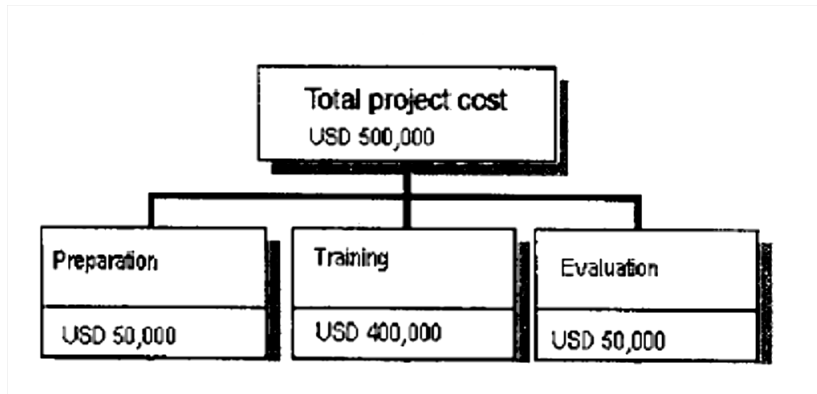 Total project cost
USD 500,000
Preparation
Training
Evaluation
USD 50,000
USD 400,000
USD 50,000